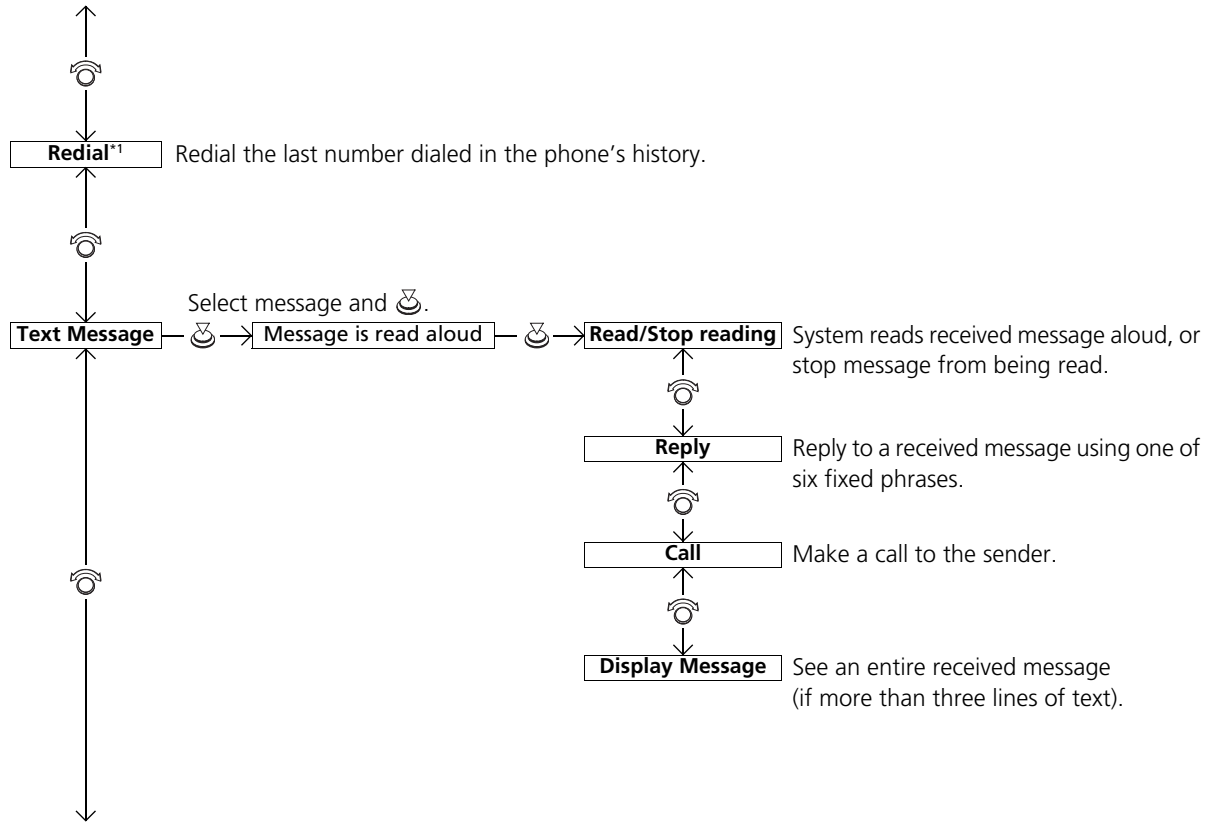 Redial*1 Redial the last number dialed in the phone's history.
Select message and .
Text Message Message is read aloud Read/Stop reading System reads received message aloud, or
stop message from being read.
Reply Reply to a received message using one of
six fixed phrases.
Call Make a call to the sender.
Display Message See an entire received message
(if more than three lines of text).